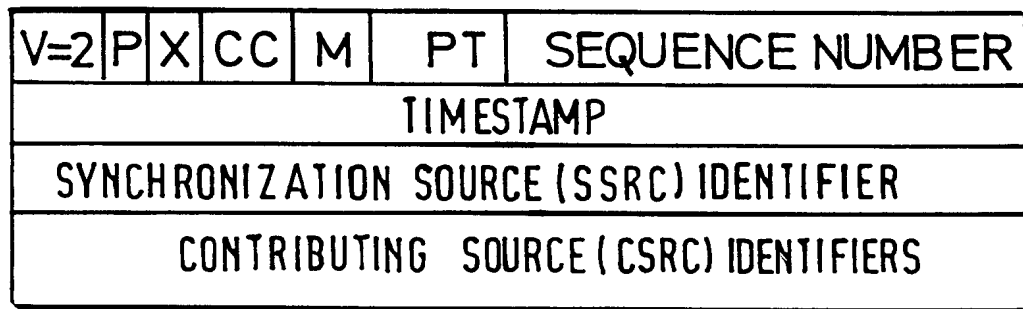 V=2 P X CC M PT SEQUENCE NUMBER
TIMESTAMP
SYNCHRONIZATION SOURCE (SSRC) IDENTIFIER
CONTRIBUTING SOURCE (CSRC) IDENTIFIERS